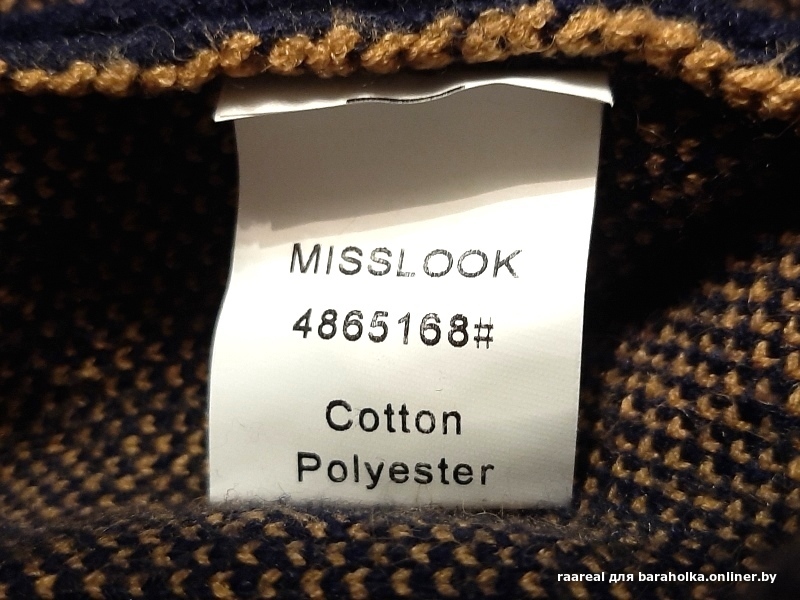 MISSLOOK
4865168#
Cotton
Polyester
raareal для baraholka.onliner.by